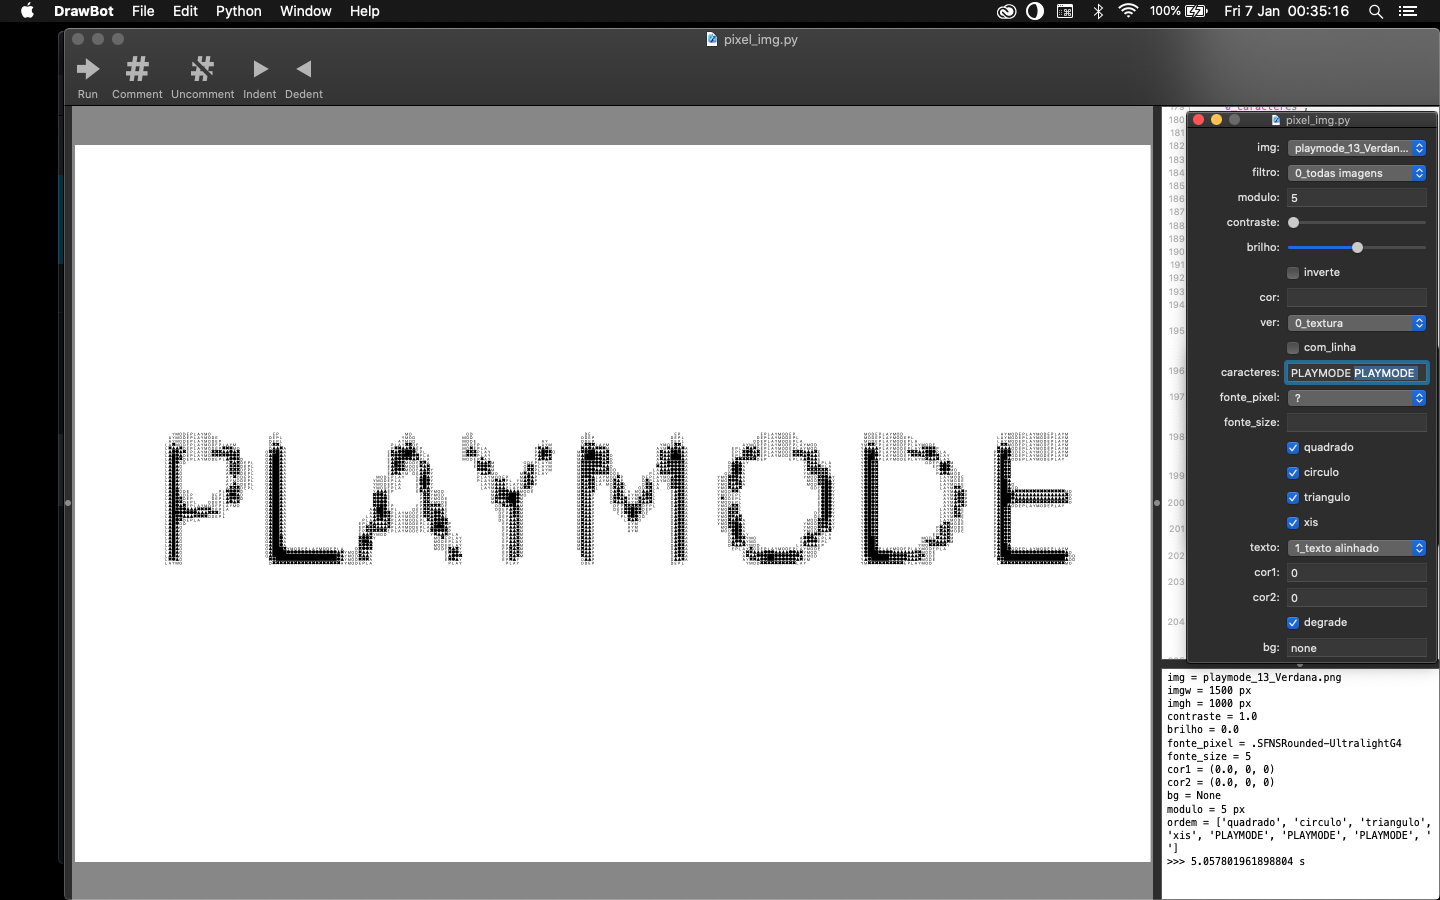 DrawBot File Edit Python Window Help 100% Fri 7 Jan 00:35:16
pixel_img.py
Run Comment Uncomment Indent Dedent
PLAYMODE
179
180
181
182
183
184
185
186
187
188
189
190
191
192
193
194
195
196
197
198
199
200
201
202
203
204
pixel_img.py
img: playmode_13_Verdan...
filtro: 0_todas imagens
modulo: 5
contraste:
brilho:
inverte
cor:
ver: 0_textura
com_linha
caracteres: PLAYMODE PLAYMODE
fonte_pixel: ?
fonte_size:
quadrado
circulo
triangulo
xis
texto: 1_texto alinhado
cor1: 0
cor2: 0
degrade
bg: none
img = playmode_13_Verdana.png
imgw = 1500 px
imgh = 1000 px
contraste = 1.0
brilho = 0.0
fonte_pixel = .SFNSRounded-UltralightG4
fonte_size = 5
cor1 = (0.0, 0, 0)
cor2 = (0.0, 0, 0)
bg = None
modulo = 5 px
ordem = ['quadrado', 'circulo', 'triangulo',
'xis', 'PLAYMODE', 'PLAYMODE', 'PLAYMODE', '
']
>>> 5.057801961898804 s